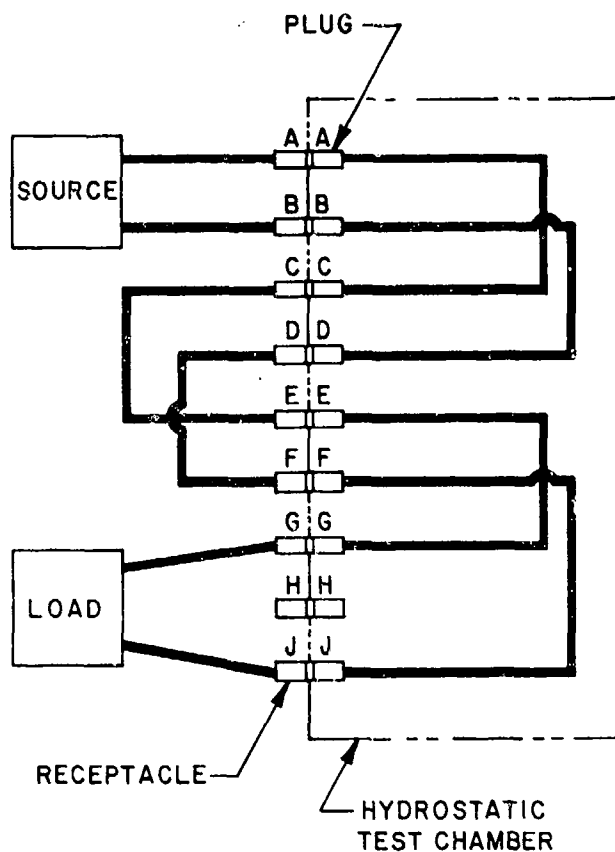 PLUG
A A
SOURCE
B B
C C
D D
E E
F F
G G
LOAD
H H
J J
RECEPTACLE
HYDROSTATIC
TEST CHAMBER